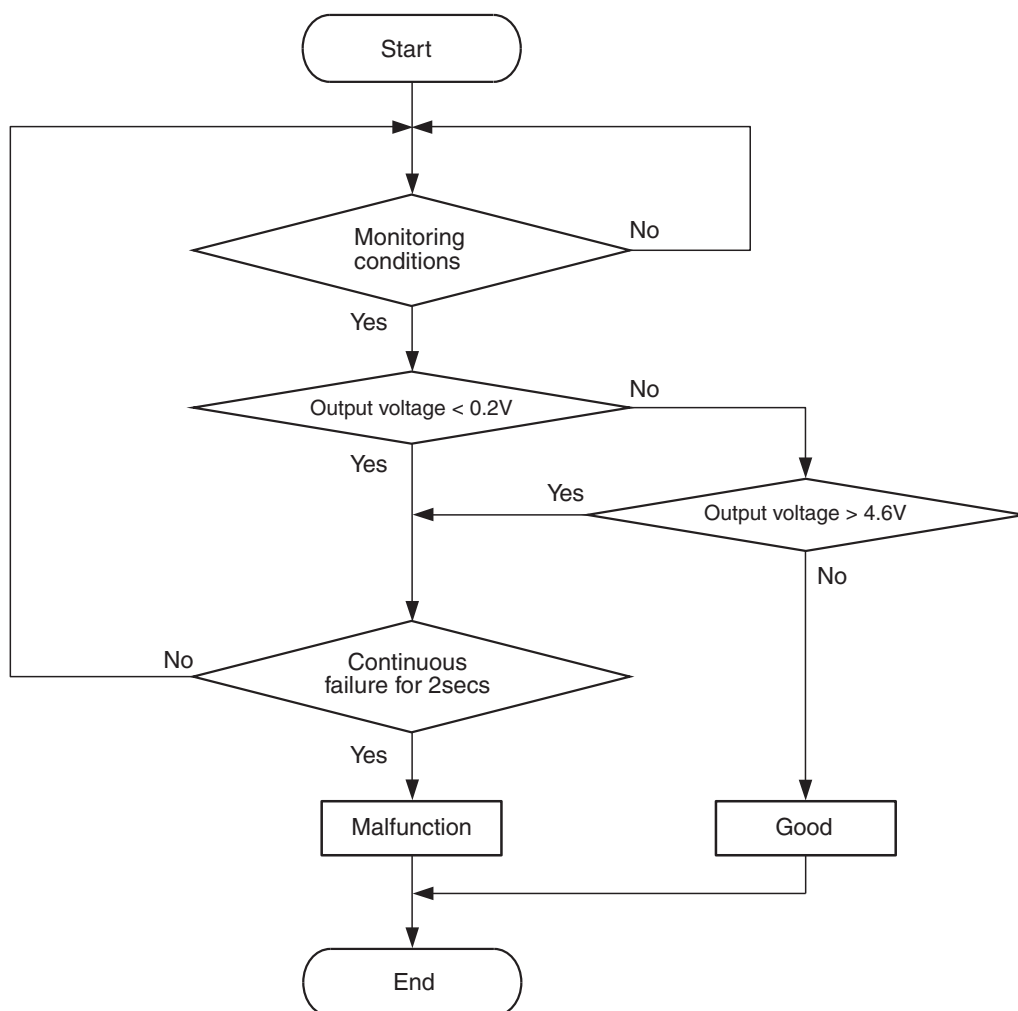 Start
Monitoring
conditions
No
Yes
Output voltage < 0.2V
No
Yes
Output voltage > 4.6V
Yes
No
Continuous
failure for 2secs
No
Yes
Malfunction
Good
End